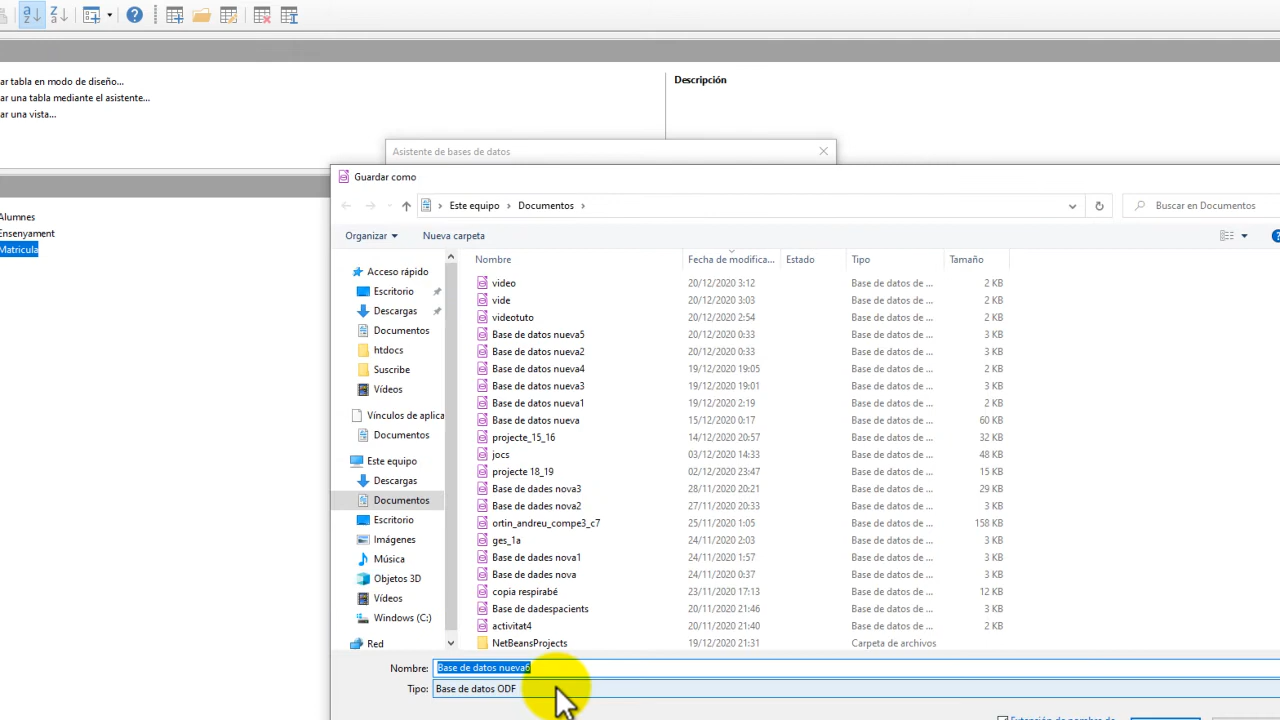 ar tabla en modo de diseño...
ar una tabla mediante el asistente...
ar una vista...
Descripción
Asistente de bases de datos
Guardar como
Este equipo > Documentos >
Buscar en Documentos
Organizar
Nueva carpeta
Alumnes
Ensenyament
Matricula
Acceso rápido
Escritorio
Descargas
Documentos
htdocs
Suscribe
Vídeos
Vínculos de aplica
Documentos
Este equipo
Descargas
Documentos
Escritorio
Imágenes
Música
Objetos 3D
Vídeos
Windows (C:)
Red
Nombre Fecha de modifica... Estado Tipo Tamaño
video 20/12/2020 3:12 Base de datos de ... 2 KB
vide 20/12/2020 3:03 Base de datos de ... 2 KB
videotuto 20/12/2020 2:54 Base de datos de ... 2 KB
Base de datos nueva5 20/12/2020 0:33 Base de datos de ... 3 KB
Base de datos nueva2 20/12/2020 0:33 Base de datos de ... 3 KB
Base de datos nueva4 19/12/2020 19:05 Base de datos de ... 2 KB
Base de datos nueva3 19/12/2020 19:01 Base de datos de ... 3 KB
Base de datos nueva1 19/12/2020 2:19 Base de datos de ... 2 KB
Base de datos nueva 15/12/2020 0:17 Base de datos de ... 60 KB
projecte_15_16 14/12/2020 20:57 Base de datos de ... 32 KB
jocs 03/12/2020 14:33 Base de datos de ... 48 KB
projecte 18_19 02/12/2020 23:47 Base de datos de ... 15 KB
Base de dades nova3 28/11/2020 20:21 Base de datos de ... 29 KB
Base de dades nova2 27/11/2020 20:33 Base de datos de ... 3 KB
ortin_andreu_compe3_c7 25/11/2020 1:05 Base de datos de ... 158 KB
ges_1a 24/11/2020 2:03 Base de datos de ... 3 KB
Base de dades nova1 24/11/2020 1:57 Base de datos de ... 3 KB
Base de dades nova 24/11/2020 0:37 Base de datos de ... 3 KB
copia respirabé 23/11/2020 17:13 Base de datos de ... 12 KB
Base de dadespacients 20/11/2020 21:46 Base de datos de ... 3 KB
activitat4 20/11/2020 21:40 Base de datos de ... 2 KB
NetBeansProjects 19/12/2020 21:31 Carpeta de archivos
Nombre: Base de datos nueva6
Tipo: Base de datos ODF